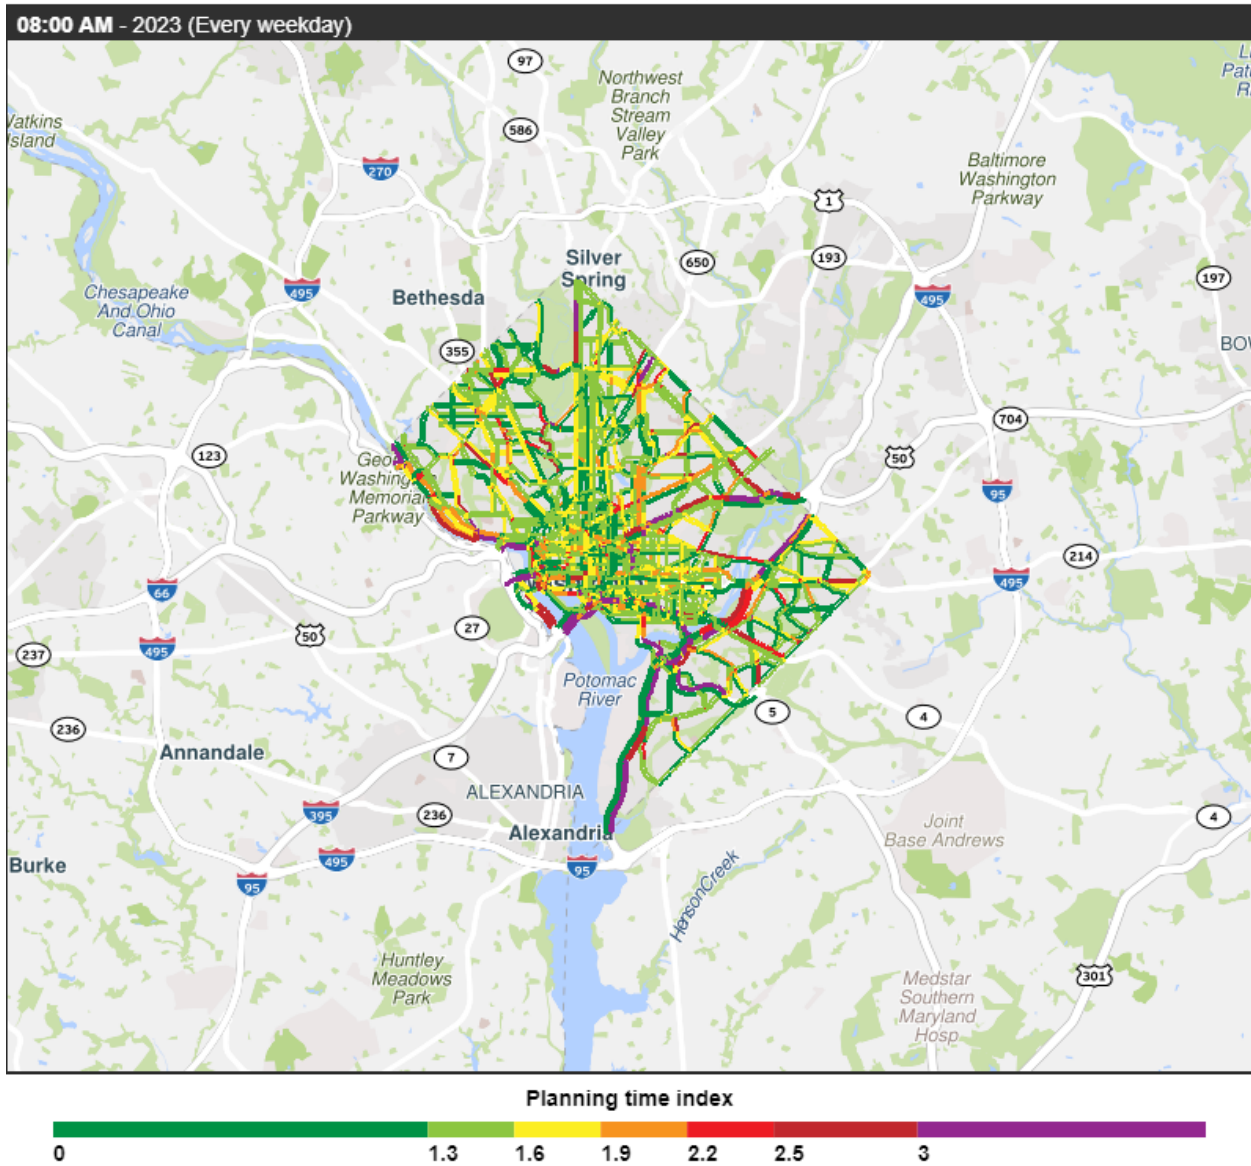 08:00 AM - 2023 (Every weekday)
97
Northwest
Branch
Stream
Valley
Park
586
270
Baltimore
Washington
Parkway
1
Silver
Spring
650
193
197
495
Chesapeake
And Ohio
Canal
Bethesda
495
355
704
123
50
Washing
Memorial
Parkway
95
214
66
495
50
27
237
495
Potomac
River
5
4
236
Annandale
7
ALEXANDRIA
395
236
Alexandria
Joint
Base Andrews
4
Burke
495
95
95
HensonCreek
Huntley
Meadows
Park
Medstar
Southern
Maryland
Hosp
301
Planning time index
0 1.3 1.6 1.9 2.2 2.5 3